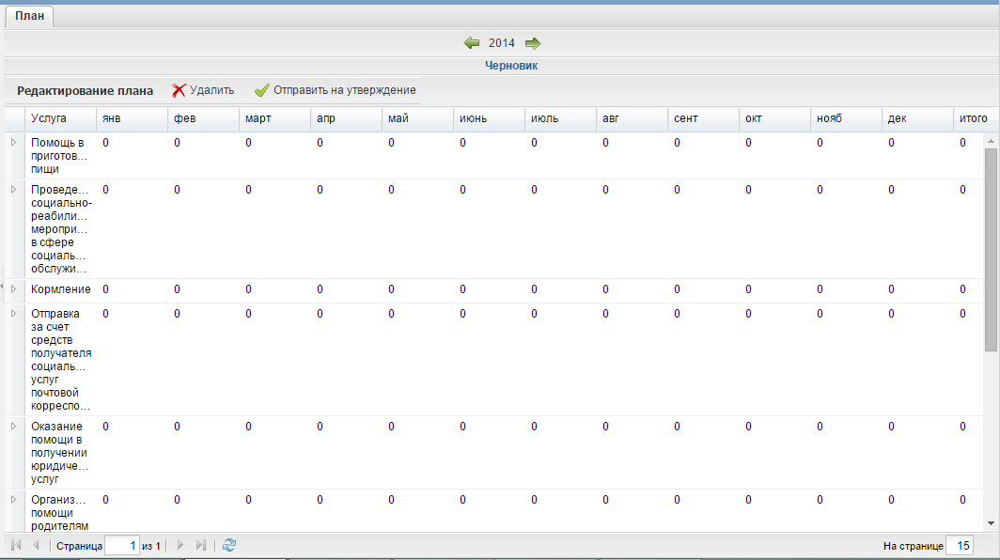 План
2014
Черновик
Редактирование плана Удалить Отправить на утверждение
Услуга янв фев март апр май июнь июль авг сент окт нояб дек итого
Помощь в 0 0 0 0 0 0 0 0 0 0 0 0 0
приготов...
пищи
Проведе... 0 0 0 0 0 0 0 0 0 0 0 0 0
социально-
реабили...
меропри...
в сфере
социаль...
обслужи...
Кормление 0 0 0 0 0 0 0 0 0 0 0 0 0
Отправка 0 0 0 0 0 0 0 0 0 0 0 0 0
за счет
средств
получателя
социаль...
услуг
почтовой
корреспо...
Оказание 0 0 0 0 0 0 0 0 0 0 0 0 0
помощи в
получении
юридиче...
услуг
Организ... 0 0 0 0 0 0 0 0 0 0 0 0 0
помощи
родителям
Страница 1 из 1 На странице 15